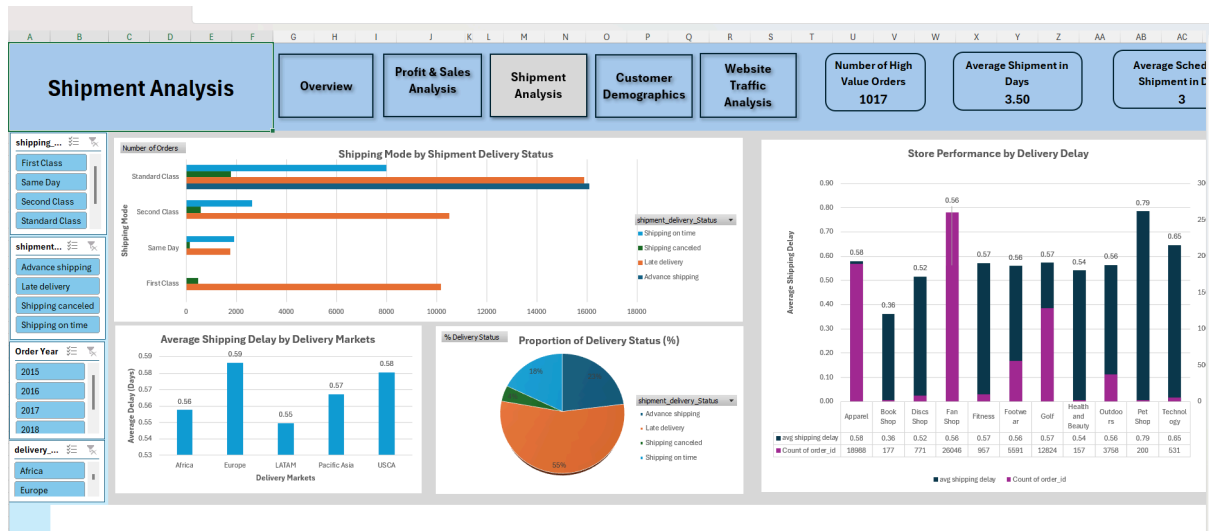 A B C D E F G H I J K L M N O P Q R S T U V W X Y Z AA AB AC
Shipment Analysis
Overview
Profit & Sales
Analysis
Shipment
Analysis
Customer
Demographics
Website
Traffic
Analysis
Number of High
Value Orders
1017
Average Shipment in
Days
3.50
Average Sched
Shipment in D
3
shipping_...
First Class
Same Day
Second Class
Standard Class
shipment...
Advance shipping
Late delivery
Shipping canceled
Shipping on time
Order Year
2015
2016
2017
2018
delivery_...
Africa
Europe
Number of Orders
Shipping Mode by Shipment Delivery Status
Shipping Mode
Standard Class
Second Class
Same Day
First Class
0 2000 4000 6000 8000 10000 12000 14000 16000 18000
shipment_delivery_Status
Shipping on time
Shipping canceled
Late delivery
Advance shipping
Average Shipping Delay by Delivery Markets
Average Delay (Days)
0.59
0.58
0.57
0.56
0.55
0.54
0.53
0.56 0.59 0.55 0.57 0.58
Africa Europe LATAM Pacific Asia USCA
Delivery Markets
% Delivery Status
Proportion of Delivery Status (%)
18%
55%
shipment_delivery_Status
Advance shipping
Late delivery
Shipping canceled
Shipping on time
Store Performance by Delivery Delay
Average Shipping Delay
0.90
0.80
0.70
0.60
0.50
0.40
0.30
0.20
0.10
0.00
0.58 0.36 0.52 0.56 0.57 0.56 0.57 0.54 0.56 0.79 0.65
30
25
20
15
10
50
0
Apparel
Book
Shop
Discs
Shop
Fan
Shop
Fitness
Footwe
ar
Golf
Health
and
Beauty
Outdoo
rs
Pet
Shop
Technol
ogy
avg shipping delay 0.58 0.36 0.52 0.56 0.57 0.56 0.57 0.54 0.56 0.79 0.65
Count of order_id 18988 177 771 26046 957 5591 12824 157 3758 200 531
avg shipping delay Count of order_id